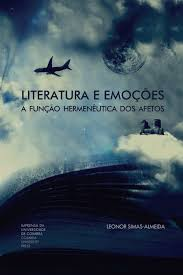 LITERATURA E EMOÇÕES
A FUNÇÃO HERMENÊUTICA DOS AFETOS
LEONOR SIMAS-ALMEIDA
IMPRENSA DA
UNIVERSIDADE
DE COIMBRA
COIMBRA
UNIVERSITY
PRESS